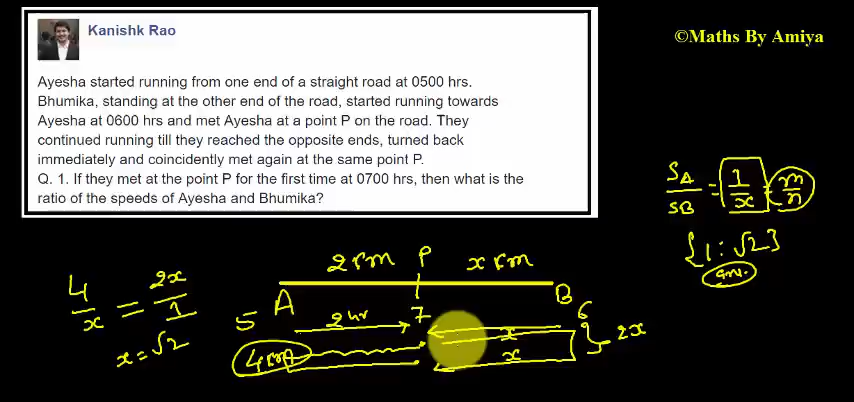 Kanishk Rao
©Maths By Amiya
Ayesha started running from one end of a straight road at 0500 hrs.
Bhumika, standing at the other end of the road, started running towards
Ayesha at 0600 hrs and met Ayesha at a point P on the road. They
continued running till they reached the opposite ends, turned back
immediately and coincidently met again at the same point P.
Q. 1. If they met at the point P for the first time at 0700 hrs, then what is the
ratio of the speeds of Ayesha and Bhumika?
SA/SB = 1/x = m/n
{1 : √2}
ans.
2km P x km
A B
5 2hr 7 6
x
x
} 2x
4km
4/x = 2x/1
x = √2